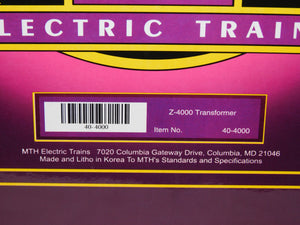 ELECTRIC TRAIN
Z-4000 Transformer
40-4000
Item No. 40-4000
MTH Electric Trains 7020 Columbia Gateway Drive, Columbia, MD 21046
Made and Litho in Korea To MTH's Standards and Specifications